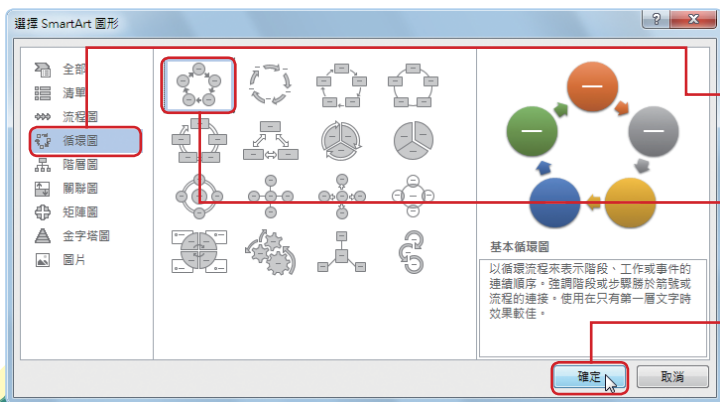 選擇 SmartArt 圖形
?
X
全部
清單
流程圖
循環圖
階層圖
關聯圖
矩陣圖
金字塔圖
圖片
基本循環圖
以循環流程來表示階段、工作或事件的
連續順序。強調階段或步驟勝於箭號或
流程的連接。使用在只有第一層文字時
效果較佳。
確定
取消